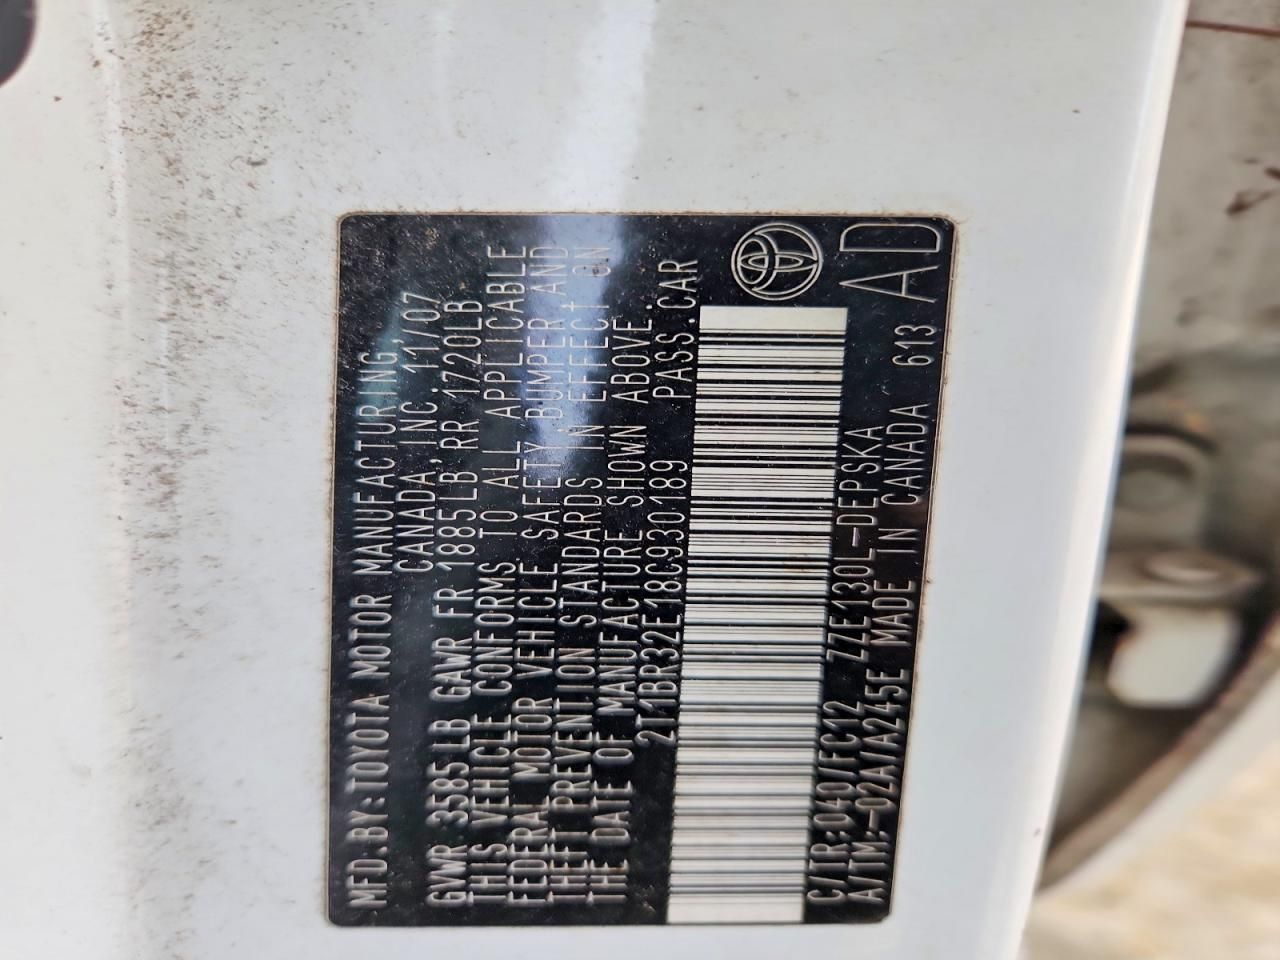 MFD.BY:TOYOTA MOTOR MANUFACTURING,
CANADA,INC. 11/07
GVWR 3585LB GAWR FR 1885LB RR 1720LB
THIS VEHICLE CONFORMS TO ALL APPLICABLE
FEDERAL MOTOR VEHICLE SAFETY,BUMPER,AND
THEFT PREVENTION STANDARDS IN EFFECT ON
THE DATE OF MANUFACTURE SHOWN ABOVE.
2T1BR32E18C930189 PASS.CAR
C/TR:040/FC12 ZZE130L-DEPSKA
A/TM:-02A/A245E MADE IN CANADA 613
AD